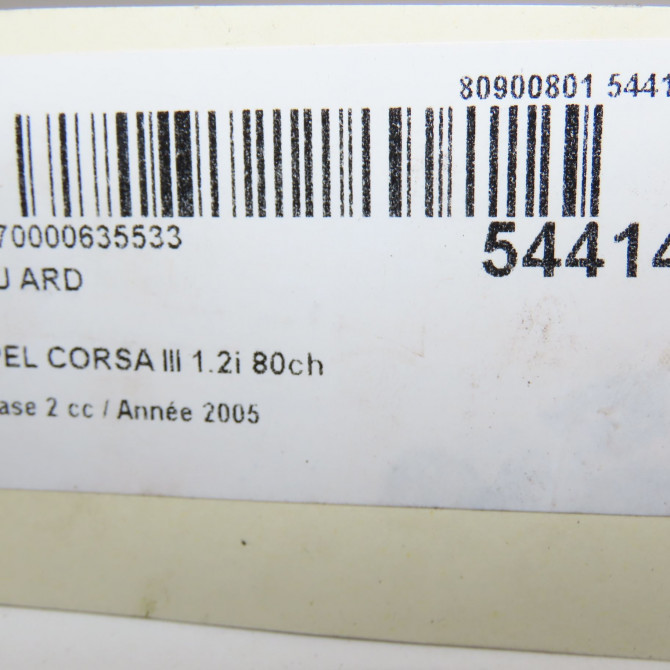 80900801 5441
70000635533
54414
J ARD
PEL CORSA III 1.2i 80ch
ase 2 cc / Année 2005